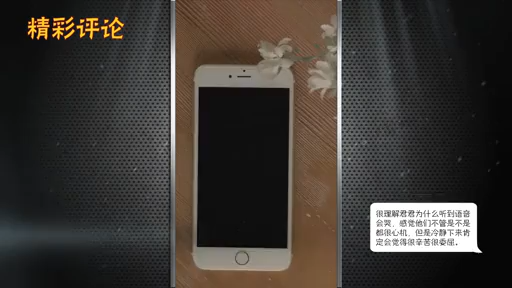 精彩评论
很理解君君为什么听到语音
会哭，感觉他们不管是不是
都很心机，但是冷静下来肯
定会觉得很辛苦很委屈。